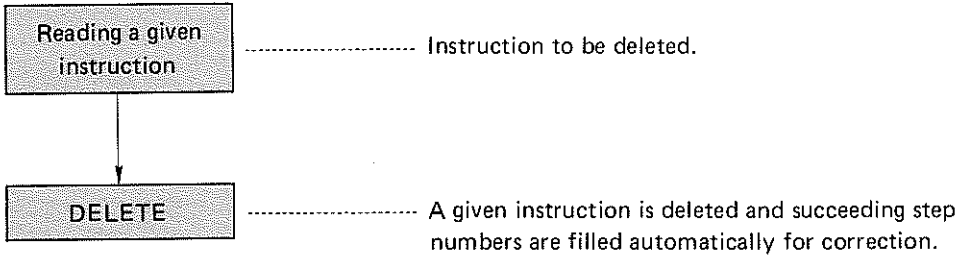 Reading a given
instruction
Instruction to be deleted.
DELETE
A given instruction is deleted and succeeding step
numbers are filled automatically for correction.